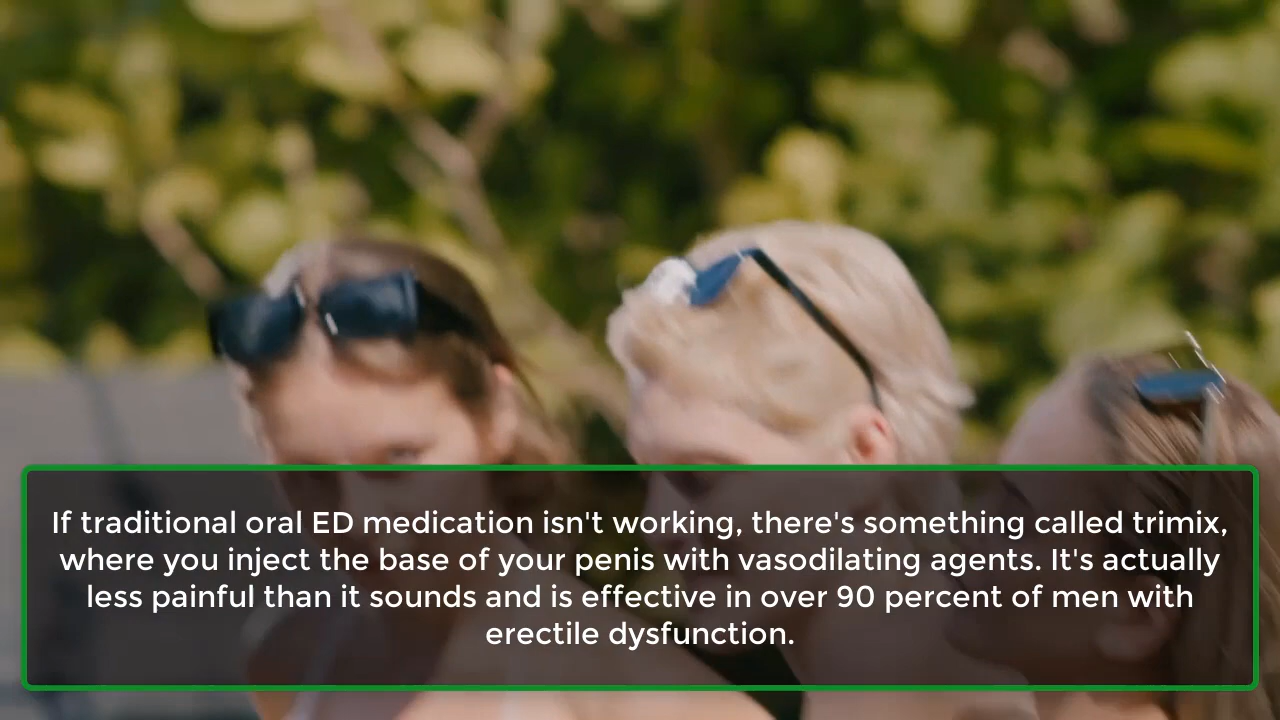 If traditional oral ED medication isn't working, there's something called trimix,
where you inject the base of your penis with vasodilating agents. It's actually
less painful than it sounds and is effective in over 90 percent of men with
erectile dysfunction.